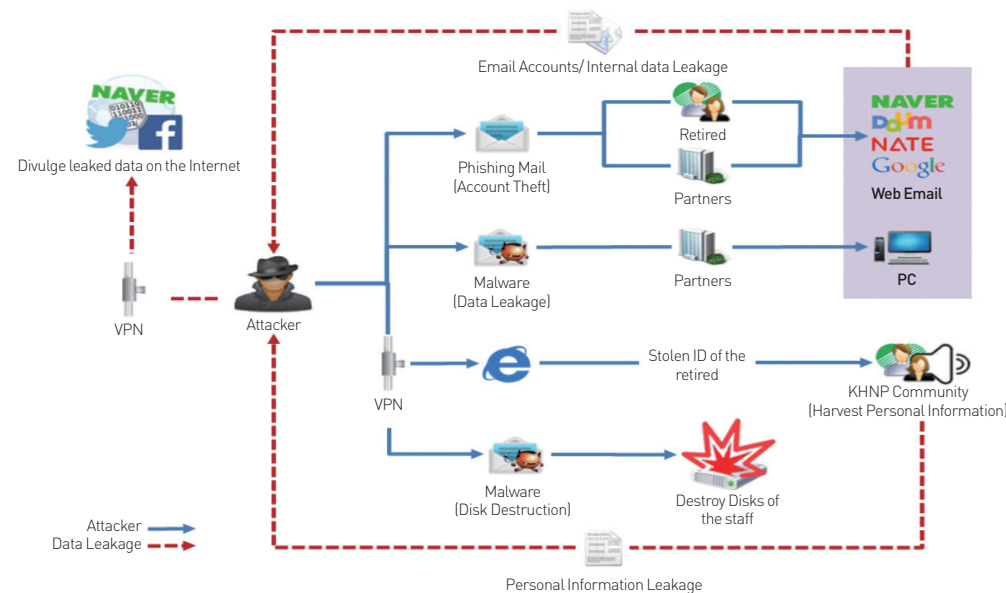 Email Accounts/ Internal data Leakage
NAVER
010110
Divulge leaked data on the Internet
VPN
Attacker
Phishing Mail
(Account Theft)
Retired
Partners
NAVER
Daum
NATE
Google
Web Email
Malware
(Data Leakage)
Partners
PC
VPN
Stolen ID of the
retired
KHNP Community
(Harvest Personal Information)
Malware
(Disk Destruction)
Destroy Disks of
the staff
Attacker
Data Leakage
Personal Information Leakage